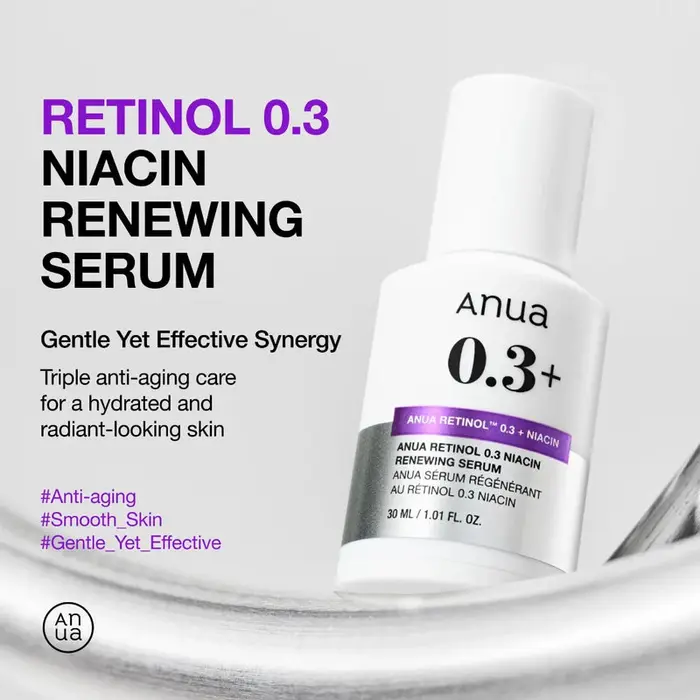 RETINOL 0.3
NIACIN
RENEWING
SERUM
Gentle Yet Effective Synergy
Triple anti-aging care
for a hydrated and
radiant-looking skin
#Anti-aging
#Smooth_Skin
#Gentle_Yet_Effective
An
ua
Anua
0.3+
ANUA RETINOL™ 0.3 + NIACIN
ANUA RETINOL 0.3 NIACIN
RENEWING SERUM
ANUA SÉRUM RÉGÉNÉRANT
AU RÉTINOL 0.3 NIACIN
30 ML / 1.01 FL. OZ.